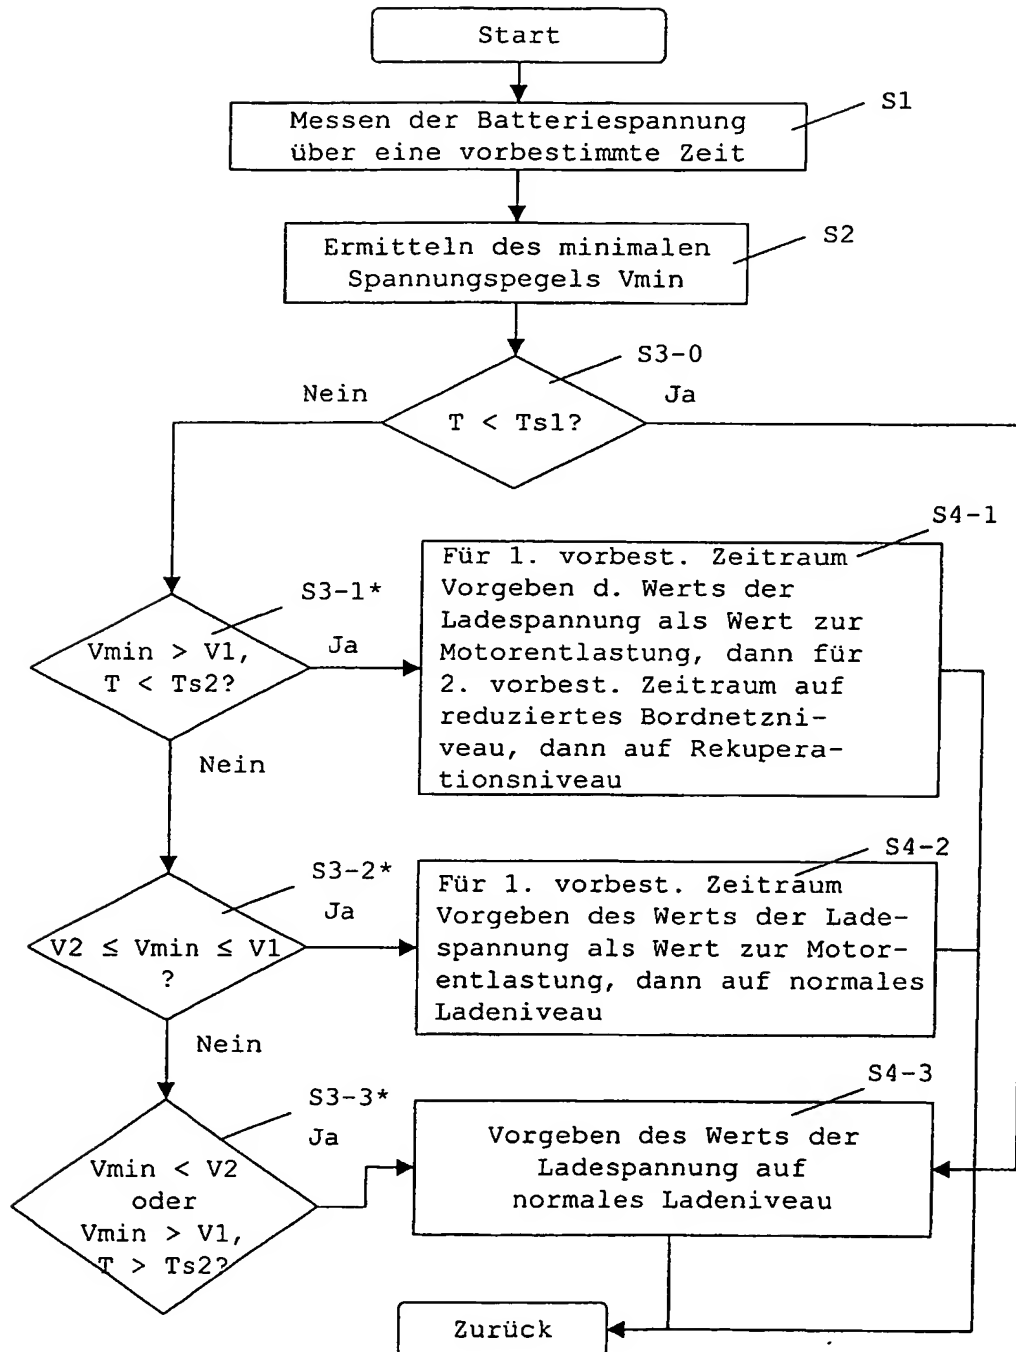 Start
S1
Messen der Batteriespannung
über eine vorbestimmte Zeit
S2
Ermitteln des minimalen
Spannungspegels Vmin
S3-0
Nein
Ja
T < Ts1?
S4-1
Für 1. vorbest. Zeitraum
Vorgeben d. Werts der
Ladespannung als Wert zur
Motorentlastung, dann für
2. vorbest. Zeitraum auf
reduziertes Bordnetzni-
veau, dann auf Rekupera-
tionsniveau
S3-1*
Ja
Vmin > V1,
T < Ts2?
Nein
S4-2
Für 1. vorbest. Zeitraum
Vorgeben des Werts der Lade-
spannung als Wert zur Motor-
entlastung, dann auf normales
Ladeniveau
S3-2*
Ja
V2 ≤ Vmin ≤ V1
?
Nein
S4-3
Vorgeben des Werts der
Ladespannung auf
normales Ladeniveau
S3-3*
Ja
Vmin < V2
oder
Vmin > V1,
T > Ts2?
Zurück